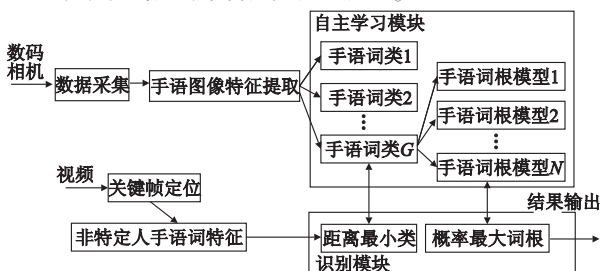 自主学习模块
数码
相机
数据采集
手语图像特征提取
手语词类1
手语词类2
手语词类G
手语词根模型1
手语词根模型2
手语词根模型N
视频
关键帧定位
非特定人手语词特征
距离最小类
概率最大词根
结果输出
识别模块